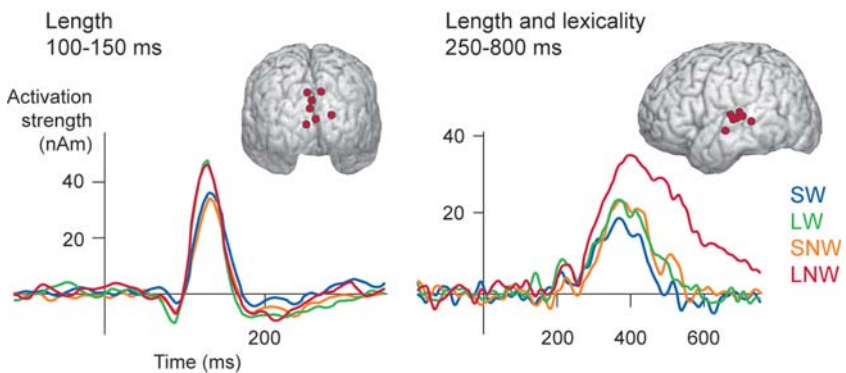 Length
100-150 ms
Activation
strength
(nAm)
40
20
200
Time (ms)
Length and lexicality
250-800 ms
40
20
200
400
600
SW
LW
SNW
LNW